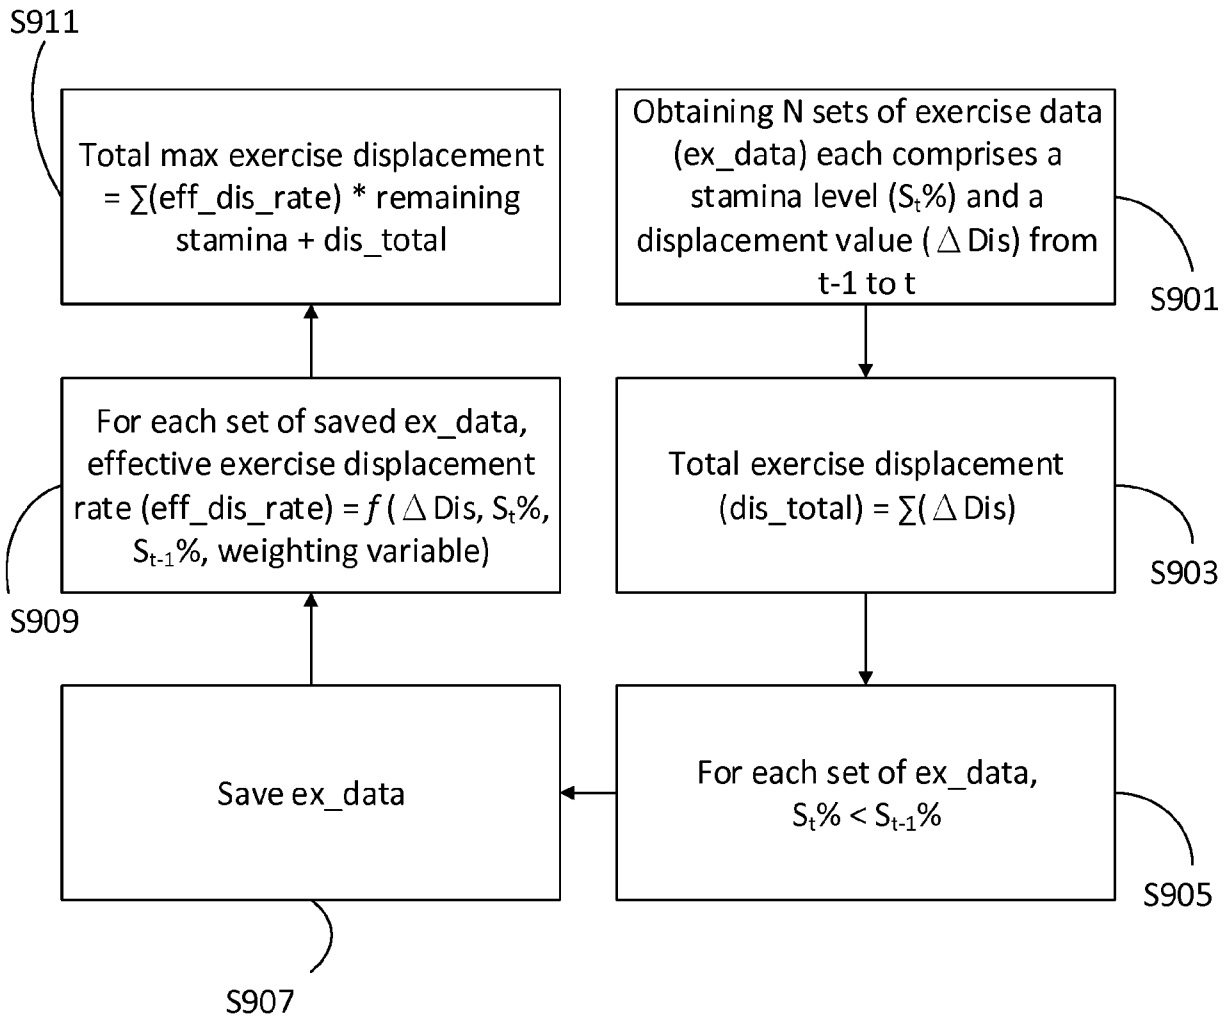 S911
Total max exercise displacement
= ∑(eff_dis_rate) * remaining
stamina + dis_total
Obtaining N sets of exercise data
(ex_data) each comprises a
stamina level (Sₜ%) and a
displacement value ( △ Dis) from
t-1 to t
S901
For each set of saved ex_data,
effective exercise displacement
rate (eff_dis_rate) = f ( △ Dis, Sₜ%,
Sₜ₋₁%, weighting variable)
S909
Total exercise displacement
(dis_total) = ∑( △ Dis)
S903
Save ex_data
S907
For each set of ex_data,
Sₜ% < Sₜ₋₁%
S905